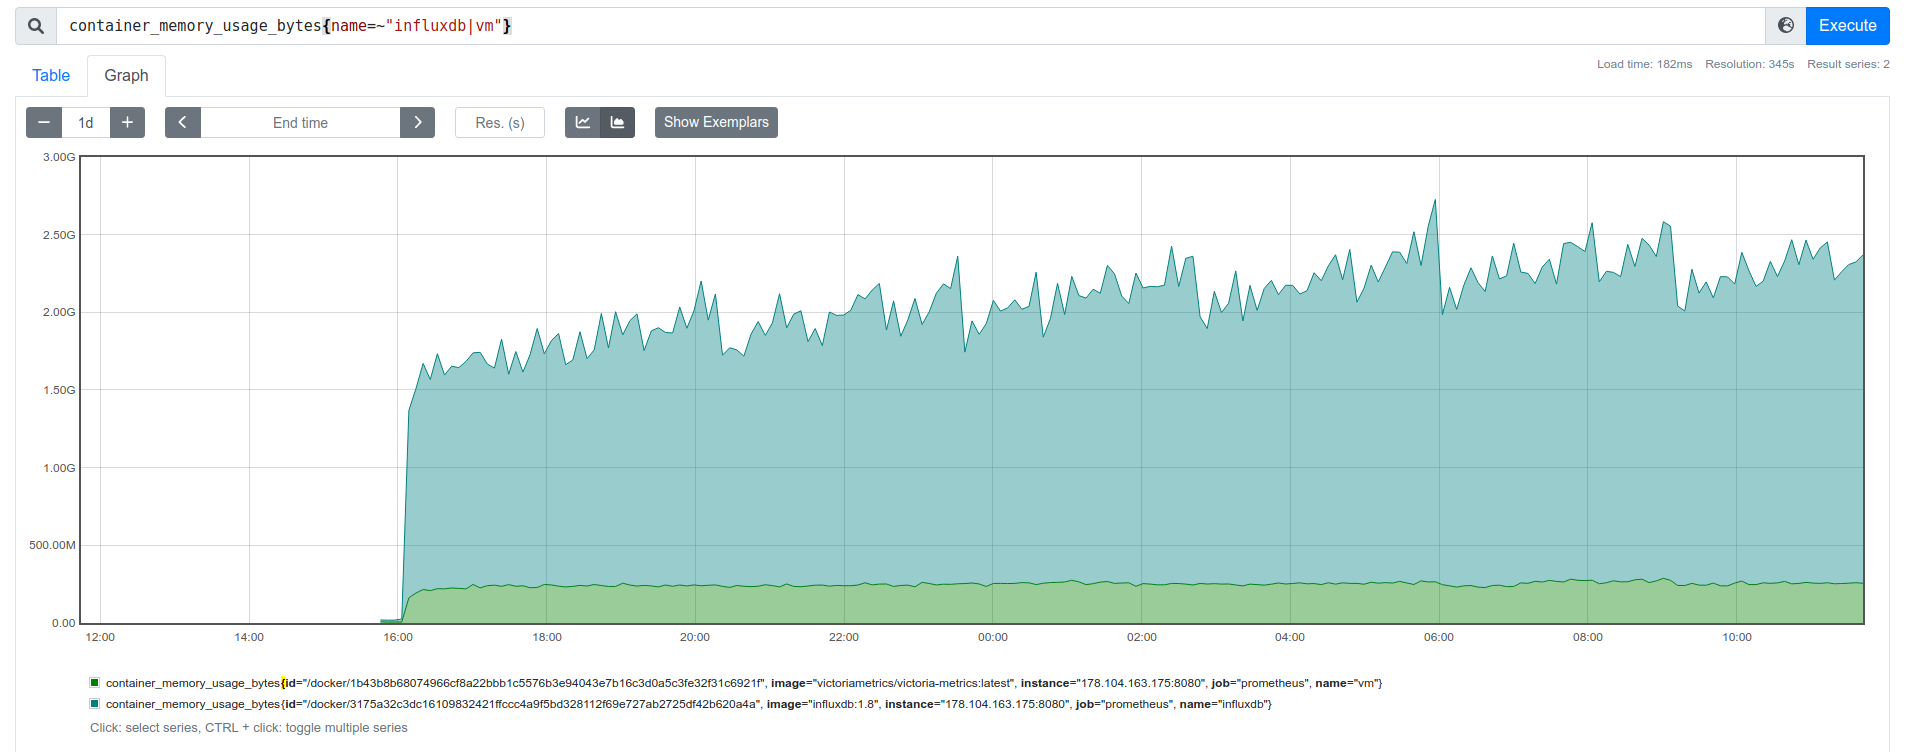 container_memory_usage_bytes{name=~"influxdb|vm"}
Execute
Table
Graph
Load time: 182ms Resolution: 345s Result series: 2
1d
End time
Res. (s)
Show Exemplars
3.00G
2.50G
2.00G
1.50G
1.00G
500.00M
0.00
12:00 14:00 16:00 18:00 20:00 22:00 00:00 02:00 04:00 06:00 08:00 10:00
container_memory_usage_bytes{id="/docker/1b43b8b68074966cf8a22bbb1c5576b3e94043e7b16c3d0a5c3fe32f31c6921f", image="victoriametrics/victoria-metrics:latest", instance="178.104.163.175:8080", job="prometheus", name="vm"}
container_memory_usage_bytes{id="/docker/3175a32c3dc16109832421ffccc4a9f5bd328112f69e727ab2725df42b620a4a", image="influxdb:1.8", instance="178.104.163.175:8080", job="prometheus", name="influxdb"}
Click: select series, CTRL + click: toggle multiple series